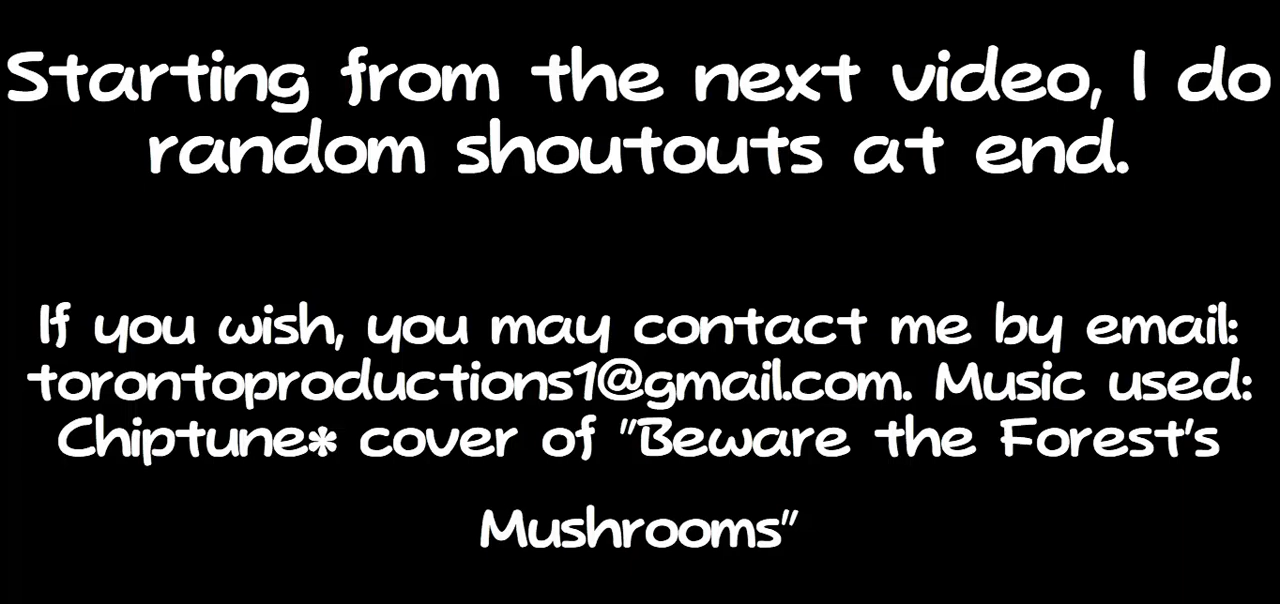 Starting from the next video, I do
random shoutouts at end.
If you wish, you may contact me by email:
torontoproductions1@gmail.com. Music used:
Chiptune* cover of "Beware the Forest's
Mushrooms"